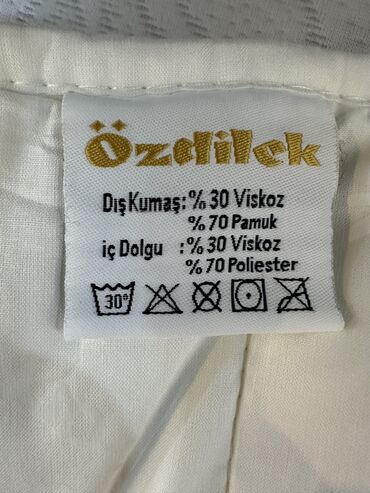 Özdilek
Dış Kumaş: % 30 Viskoz
% 70 Pamuk
iç Dolgu : % 30 Viskoz
% 70 Poliester
30°